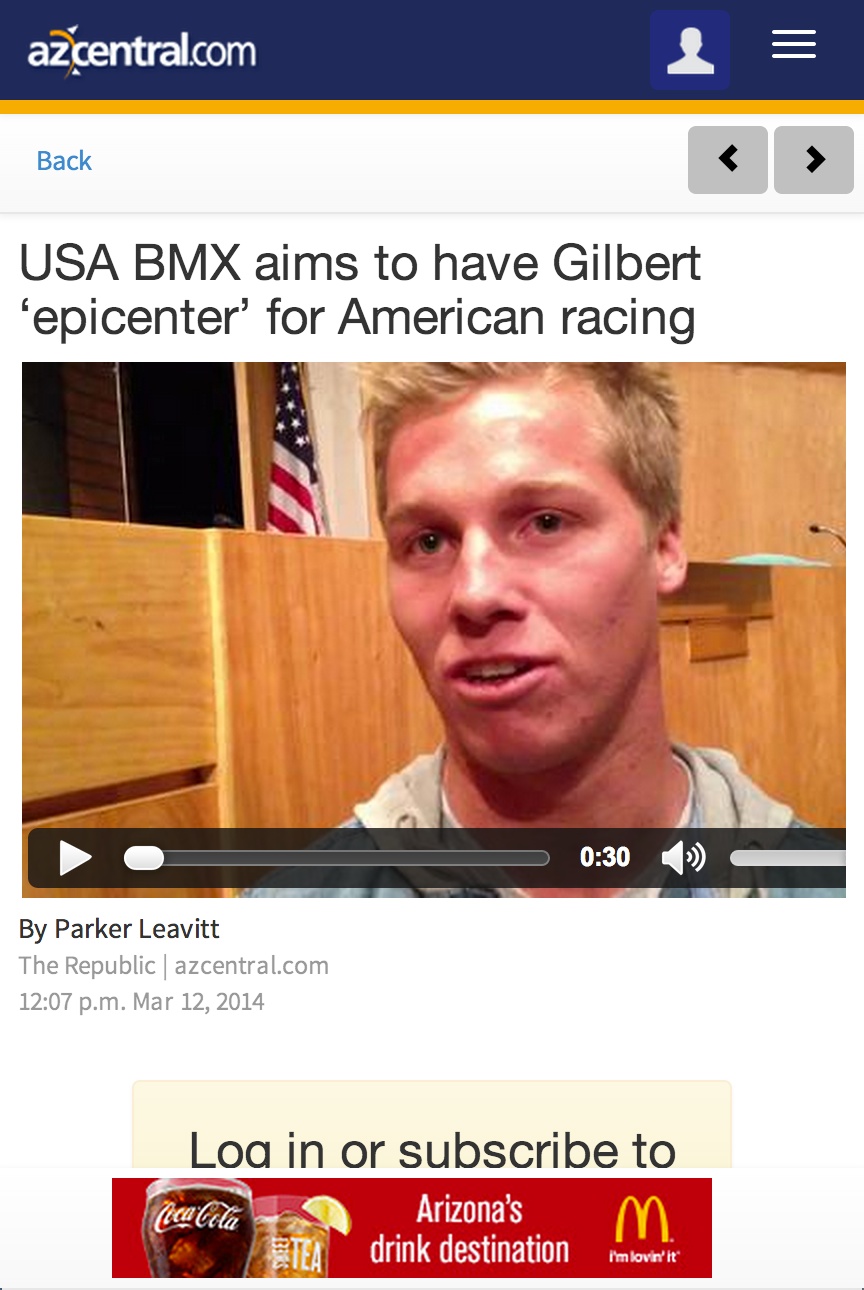 azcentral.com
Back
USA BMX aims to have Gilbert
‘epicenter’ for American racing
0:30
By Parker Leavitt
The Republic | azcentral.com
12:07 p.m. Mar 12, 2014
Log in or subscribe to
Coca-Cola
SWEET TEA
Arizona's
drink destination
i'm lovin' it